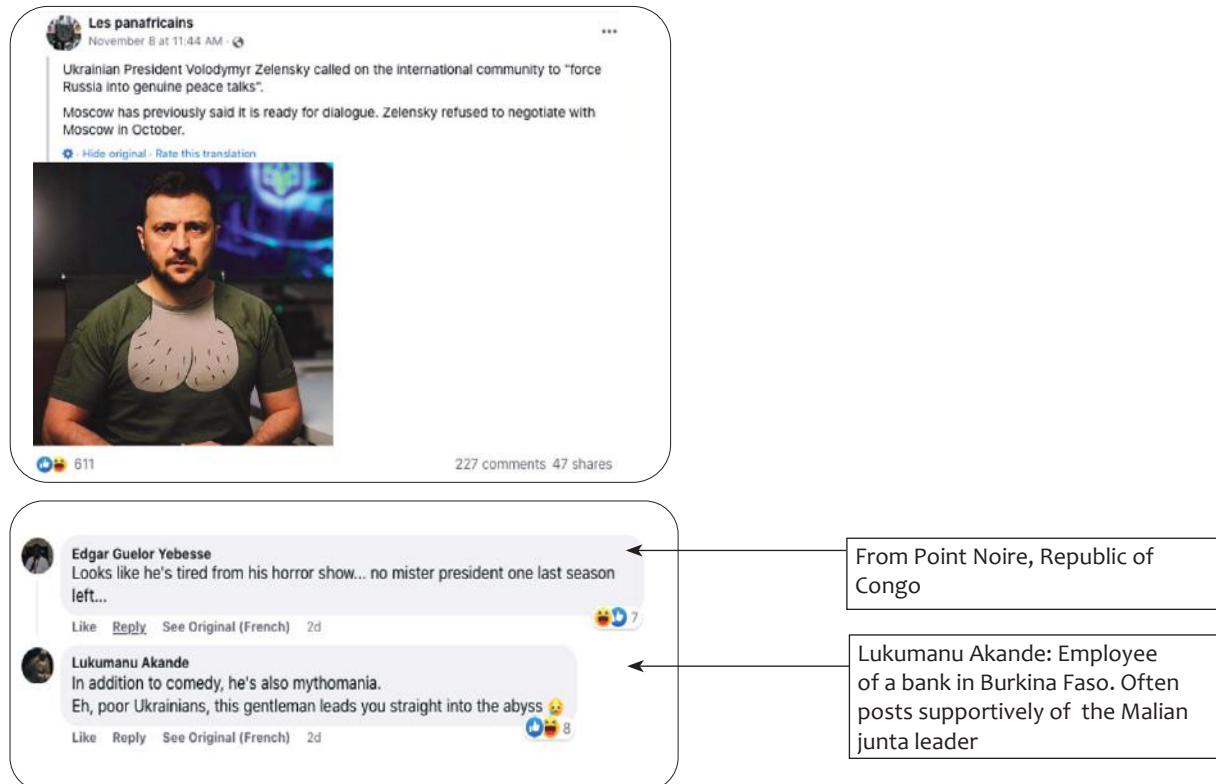 Les panafricains
November 8 at 11:44 AM ·
Ukrainian President Volodymyr Zelensky called on the international community to "force
Russia into genuine peace talks".
Moscow has previously said it is ready for dialogue. Zelensky refused to negotiate with
Moscow in October.
· Hide original · Rate this translation
611
227 comments 47 shares
Edgar Guelor Yebesse
Looks like he's tired from his horror show... no mister president one last season
left...
7
Like Reply See Original (French) 2d
From Point Noire, Republic of
Congo
Lukumanu Akande
In addition to comedy, he's also mythomania.
Eh, poor Ukrainians, this gentleman leads you straight into the abyss 😥
8
Like Reply See Original (French) 2d
Lukumanu Akande: Employee
of a bank in Burkina Faso. Often
posts supportively of the Malian
junta leader